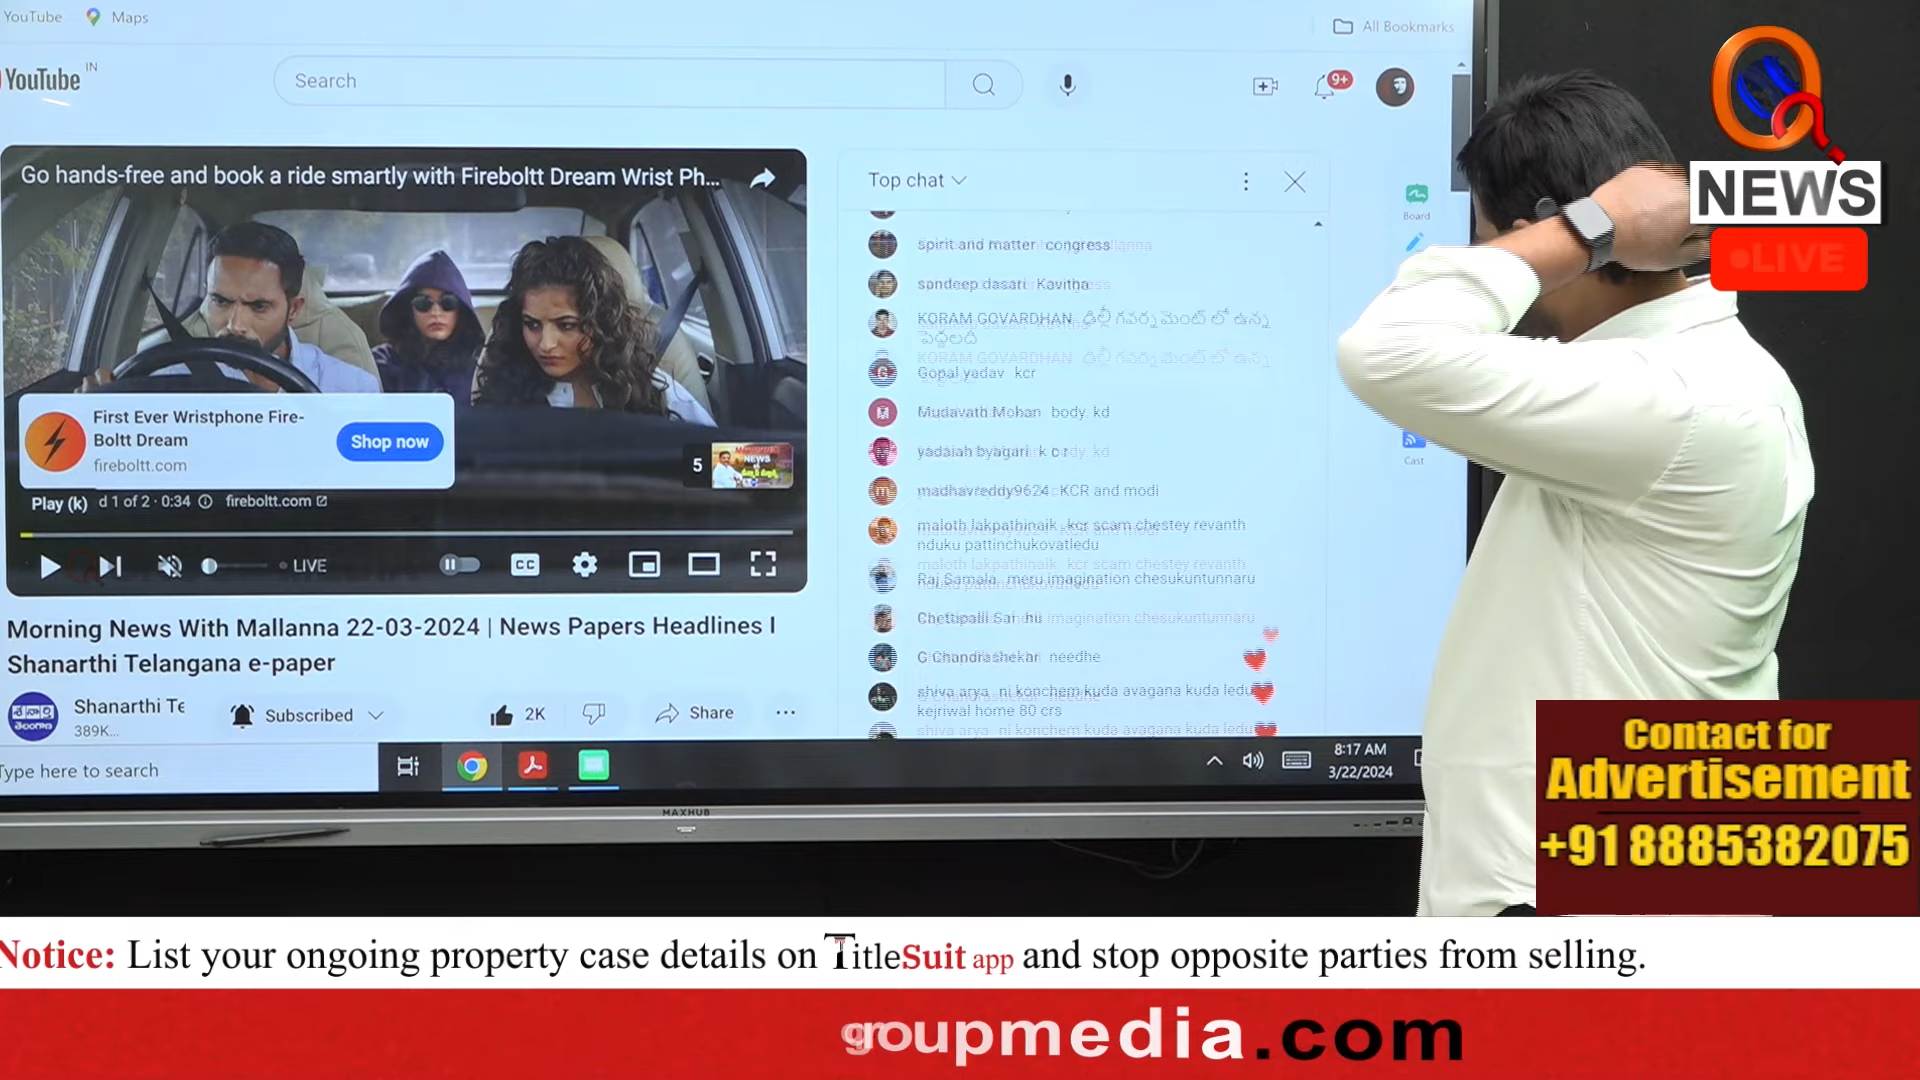 YouTube
Maps
All Bookmarks
YouTube IN
Search
9+
Go hands-free and book a ride smartly with Fireboltt Dream Wrist Ph...
First Ever Wristphone Fire-
Boltt Dream
fireboltt.com
Shop now
5
Play (k)
d 1 of 2 · 0:34
fireboltt.com
LIVE
CC
Morning News With Mallanna 22-03-2024 | News Papers Headlines I
Shanarthi Telangana e-paper
Shanarthi Te
389K...
Subscribed
2K
Share
Top chat
spirit and matter congress
sandeep dasari Kavitha
KORAM GOVARDHAN ఢిల్లీ గవర్నమెంట్ లో ఉన్న
పెద్దలది
Gopal yadav kcr
Mudavath Mohan body, kd
yadaiah byagari k c r
madhavreddy9624 KCR and modi
maloth lakpathinaik kcr scam chestey revanth
nduku pattinchukovatledu
Raj Samala meru imagination chesukuntunnaru
Chettipalli Sai hu
G Chandrashekar needhe
shiva arya ni konchem kuda avagana kuda ledu
kejriwal home 80 crs
Board
Cast
Type here to search
8:17 AM
3/22/2024
MAXHUB
NEWS
LIVE
Contact for
Advertisement
+91 8885382075
Notice: List your ongoing property case details on TitleSuit app and stop opposite parties from selling.
groupmedia.com